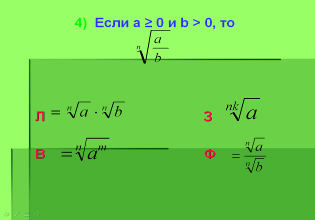 4) Если a ≥ 0 и b > 0, то
ⁿ√(a/b)
Л = ⁿ√a · ⁿ√b
З ⁿᵏ√a
В = ⁿ√aᵐ
Ф = ⁿ√a / ⁿ√b